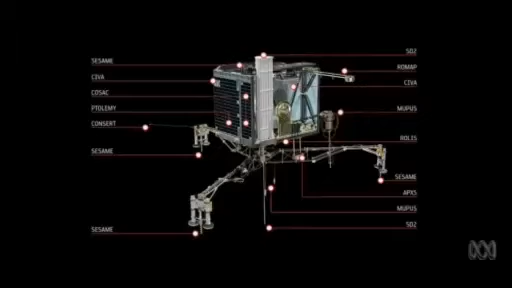 SESAME
CIVA
COSAC
PTOLEMY
CONSERT
SESAME
SESAME
SD2
ROMAP
CIVA
MUPUS
ROLIS
SESAME
APXS
MUPUS
SD2